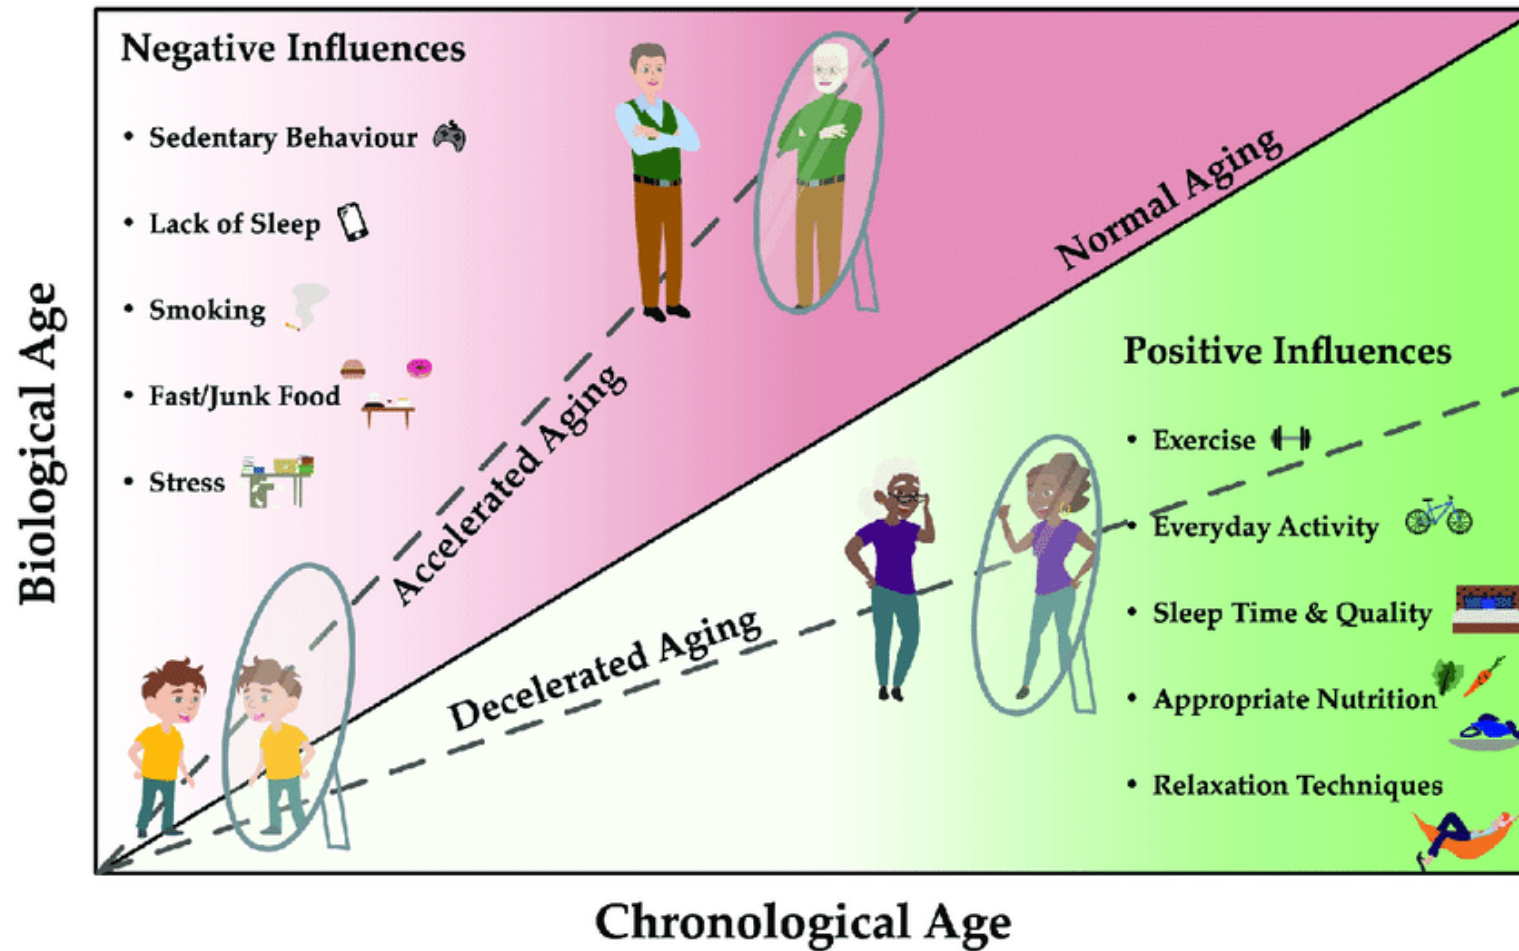 Negative Influences
• Sedentary Behaviour
• Lack of Sleep
• Smoking
• Fast/Junk Food
• Stress
Accelerated Aging
Normal Aging
Decelerated Aging
Positive Influences
• Exercise
• Everyday Activity
• Sleep Time & Quality
• Appropriate Nutrition
• Relaxation Techniques
Biological Age
Chronological Age